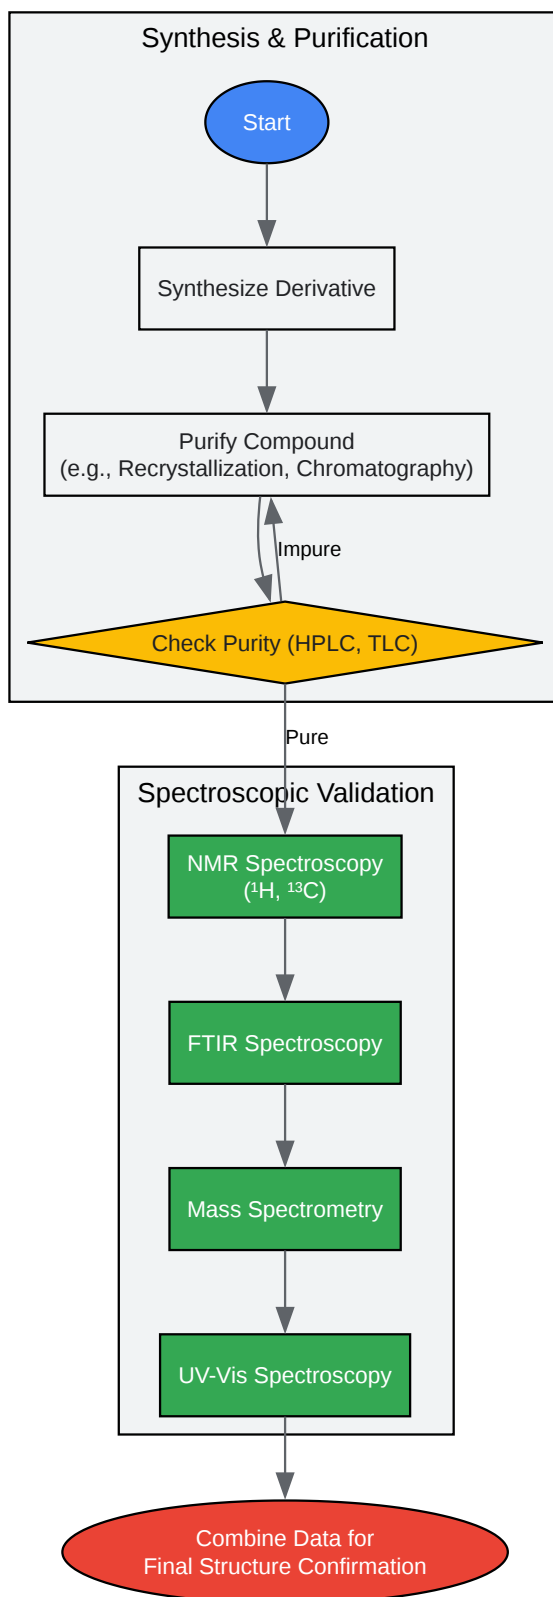 Synthesis & Purification
Start
Synthesize Derivative
Purify Compound
(e.g., Recrystallization, Chromatography)
Impure
Check Purity (HPLC, TLC)
Pure
Spectroscopic Validation
NMR Spectroscopy
(¹H, ¹³C)
FTIR Spectroscopy
Mass Spectrometry
UV-Vis Spectroscopy
Combine Data for
Final Structure Confirmation